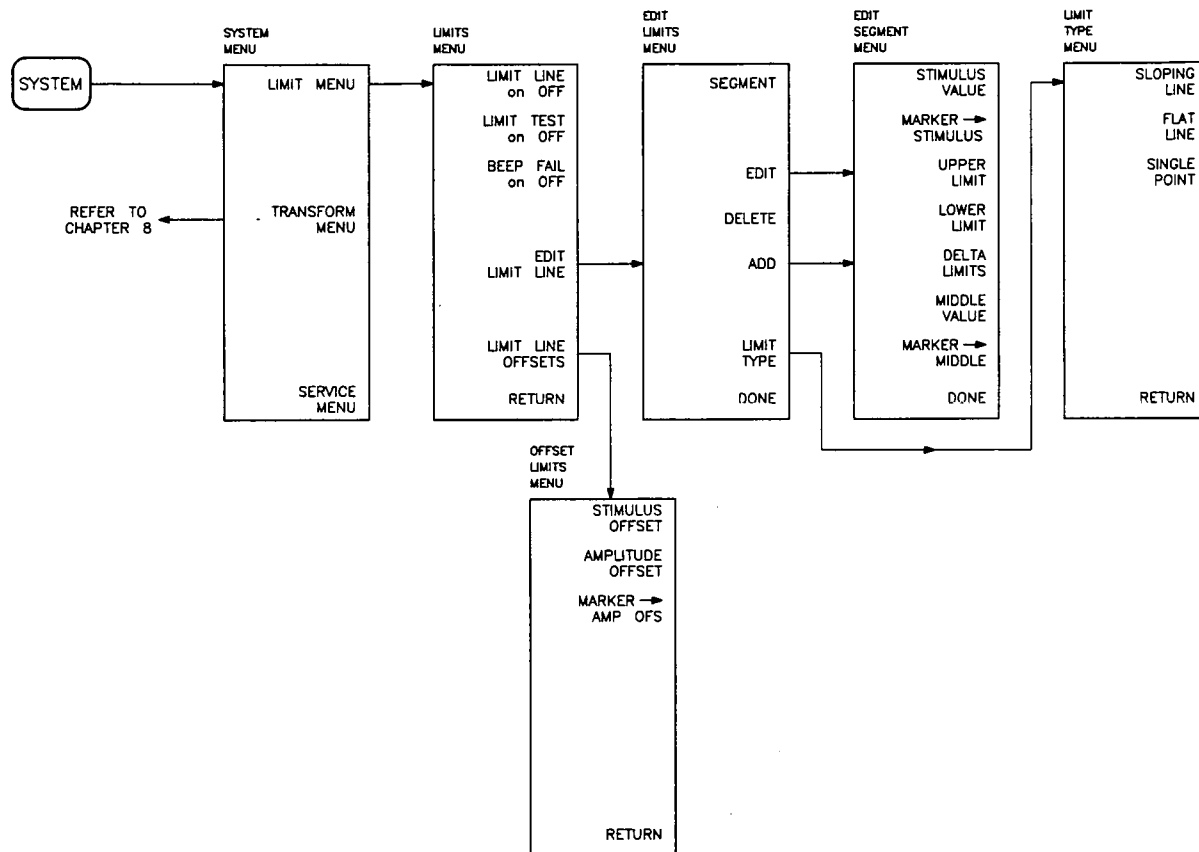 SYSTEM
SYSTEM
MENU
LIMIT MENU
REFER TO
CHAPTER 8
TRANSFORM
MENU
SERVICE
MENU
LIMITS
MENU
LIMIT LINE
on OFF
LIMIT TEST
on OFF
BEEP FAIL
on OFF
EDIT
LIMIT LINE
LIMIT LINE
OFFSETS
RETURN
EDIT
LIMITS
MENU
SEGMENT
EDIT
DELETE
ADD
LIMIT
TYPE
DONE
EDIT
SEGMENT
MENU
STIMULUS
VALUE
MARKER →
STIMULUS
UPPER
LIMIT
LOWER
LIMIT
DELTA
LIMITS
MIDDLE
VALUE
MARKER →
MIDDLE
DONE
LIMIT
TYPE
MENU
SLOPING
LINE
FLAT
LINE
SINGLE
POINT
RETURN
OFFSET
LIMITS
MENU
STIMULUS
OFFSET
AMPLITUDE
OFFSET
MARKER →
AMP OFS
RETURN